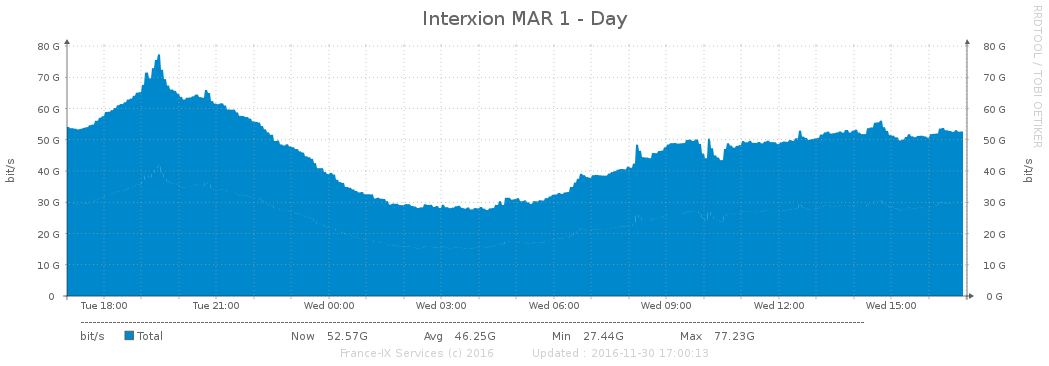 Interxion MAR 1 - Day
RRDTOOL / TOBI OETIKER
80 G 80 G
70 G 70 G
60 G 60 G
50 G 50 G
40 G 40 G
30 G 30 G
20 G 20 G
10 G 10 G
0 0 G
bit/s
bit/s
Tue 18:00 Tue 21:00 Wed 00:00 Wed 03:00 Wed 06:00 Wed 09:00 Wed 12:00 Wed 15:00
bit/s Total Now 52.57G Avg 46.25G Min 27.44G Max 77.23G
France-IX Services (c) 2016 Updated : 2016-11-30 17:00:13